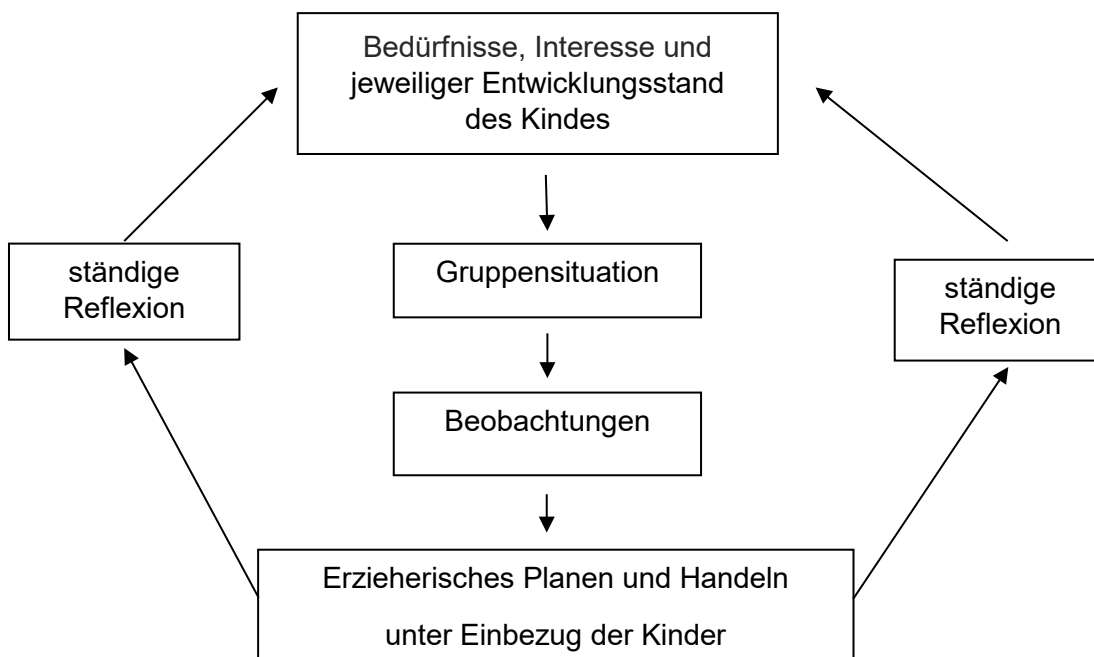 Bedürfnisse, Interesse und
jeweiliger Entwicklungsstand
des Kindes
ständige
Reflexion
Gruppensituation
ständige
Reflexion
Beobachtungen
Erzieherisches Planen und Handeln
unter Einbezug der Kinder